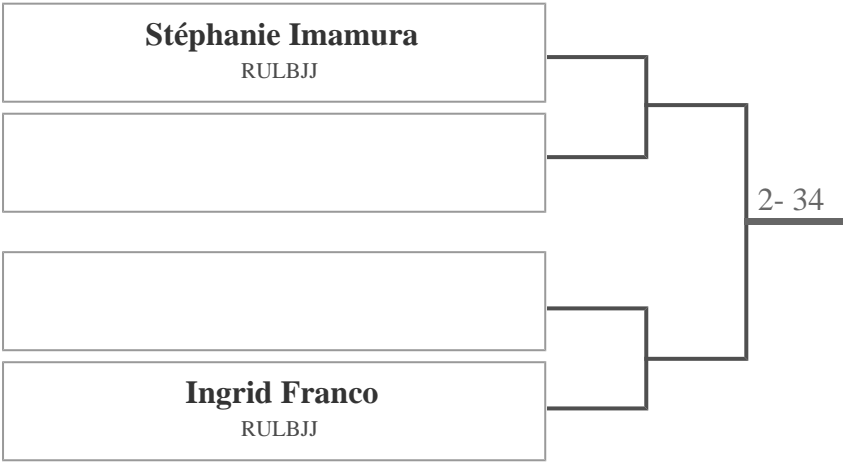 Stéphanie Imamura
RULBJJ
2- 34
Ingrid Franco
RULBJJ